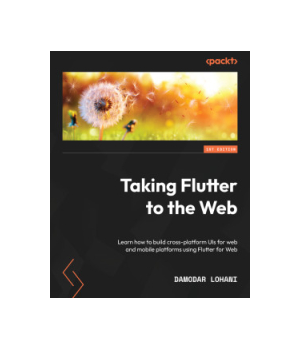 <packt>
1ST EDITION
Taking Flutter
to the Web
Learn how to build cross-platform UIs for web
and mobile platforms using Flutter for Web
DAMODAR LOHANI